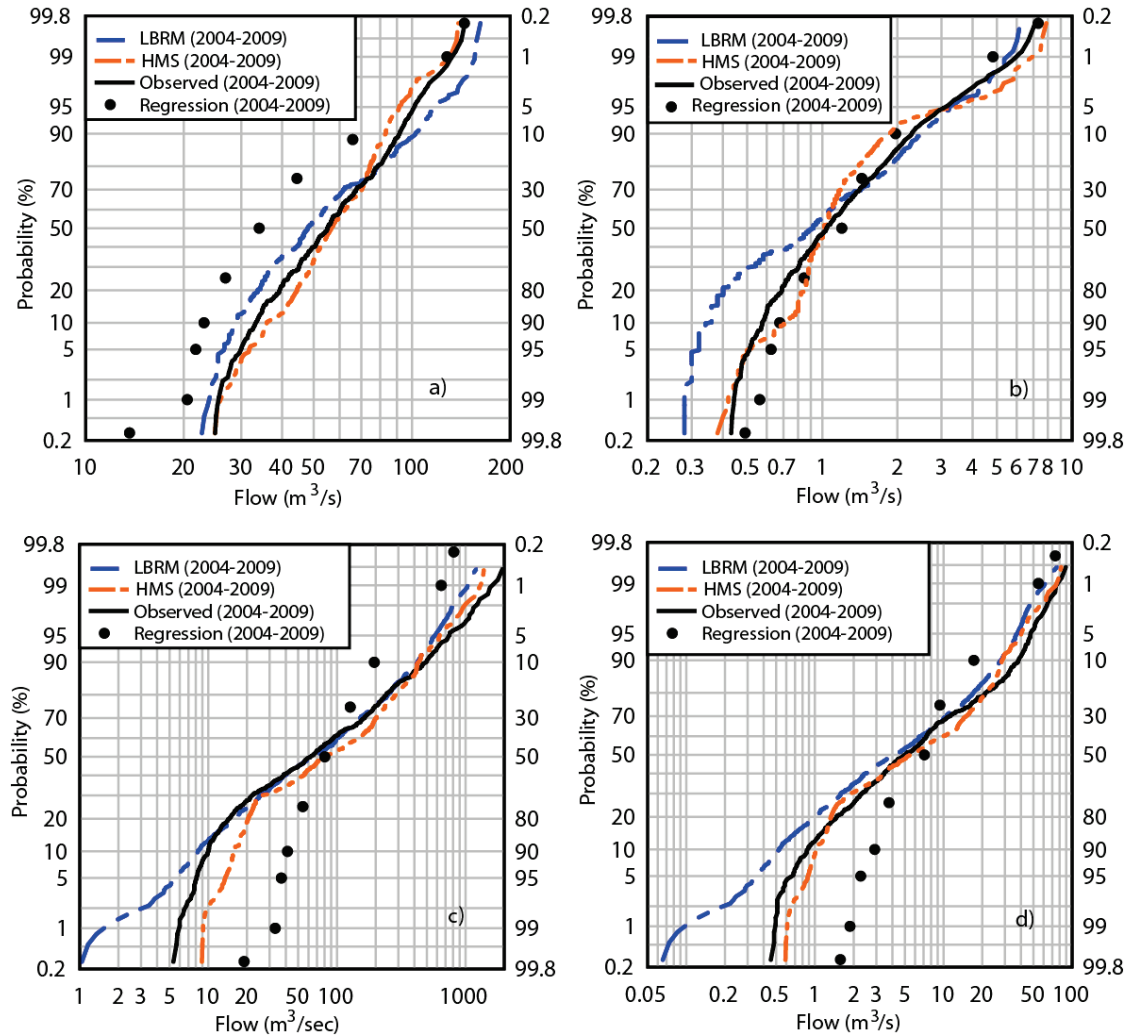 99.8
99
95
90
70
50
20
10
5
1
0.2
Probability (%)
LBRM (2004-2009)
HMS (2004-2009)
Observed (2004-2009)
Regression (2004-2009)
a)
0.2
1
5
10
30
50
80
90
95
99
99.8
10 20 30 40 50 70 100 200
Flow (m³/s)
99.8
99
95
90
70
50
20
10
5
1
0.2
Probability (%)
LBRM (2004-2009)
HMS (2004-2009)
Observed (2004-2009)
Regression (2004-2009)
b)
0.2
1
5
10
30
50
80
90
95
99
99.8
0.2 0.3 0.5 0.7 1 2 3 4 5 6 7 8 10
Flow (m³/s)
99.8
99
95
90
70
50
20
10
5
1
0.2
Probability (%)
LBRM (2004-2009)
HMS (2004-2009)
Observed (2004-2009)
Regression (2004-2009)
c)
0.2
1
5
10
30
50
80
90
95
99
99.8
1 2 3 5 10 20 50 100 200 1000
Flow (m³/sec)
99.8
99
95
90
70
50
20
10
5
1
0.2
Probability (%)
LBRM (2004-2009)
HMS (2004-2009)
Observed (2004-2009)
Regression (2004-2009)
d)
0.2
1
5
10
30
50
80
90
95
99
99.8
0.05 0.2 0.5 1 2 3 5 10 20 50 100
Flow (m³/s)